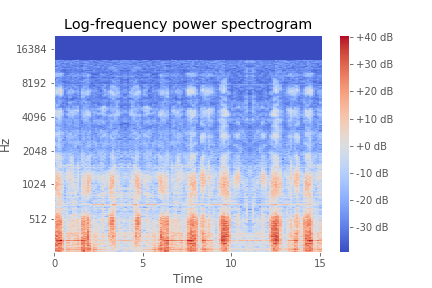 Log-frequency power spectrogram
16384
8192
4096
2048
1024
512
Hz
0
5
10
15
Time
+40 dB
+30 dB
+20 dB
+10 dB
+0 dB
-10 dB
-20 dB
-30 dB